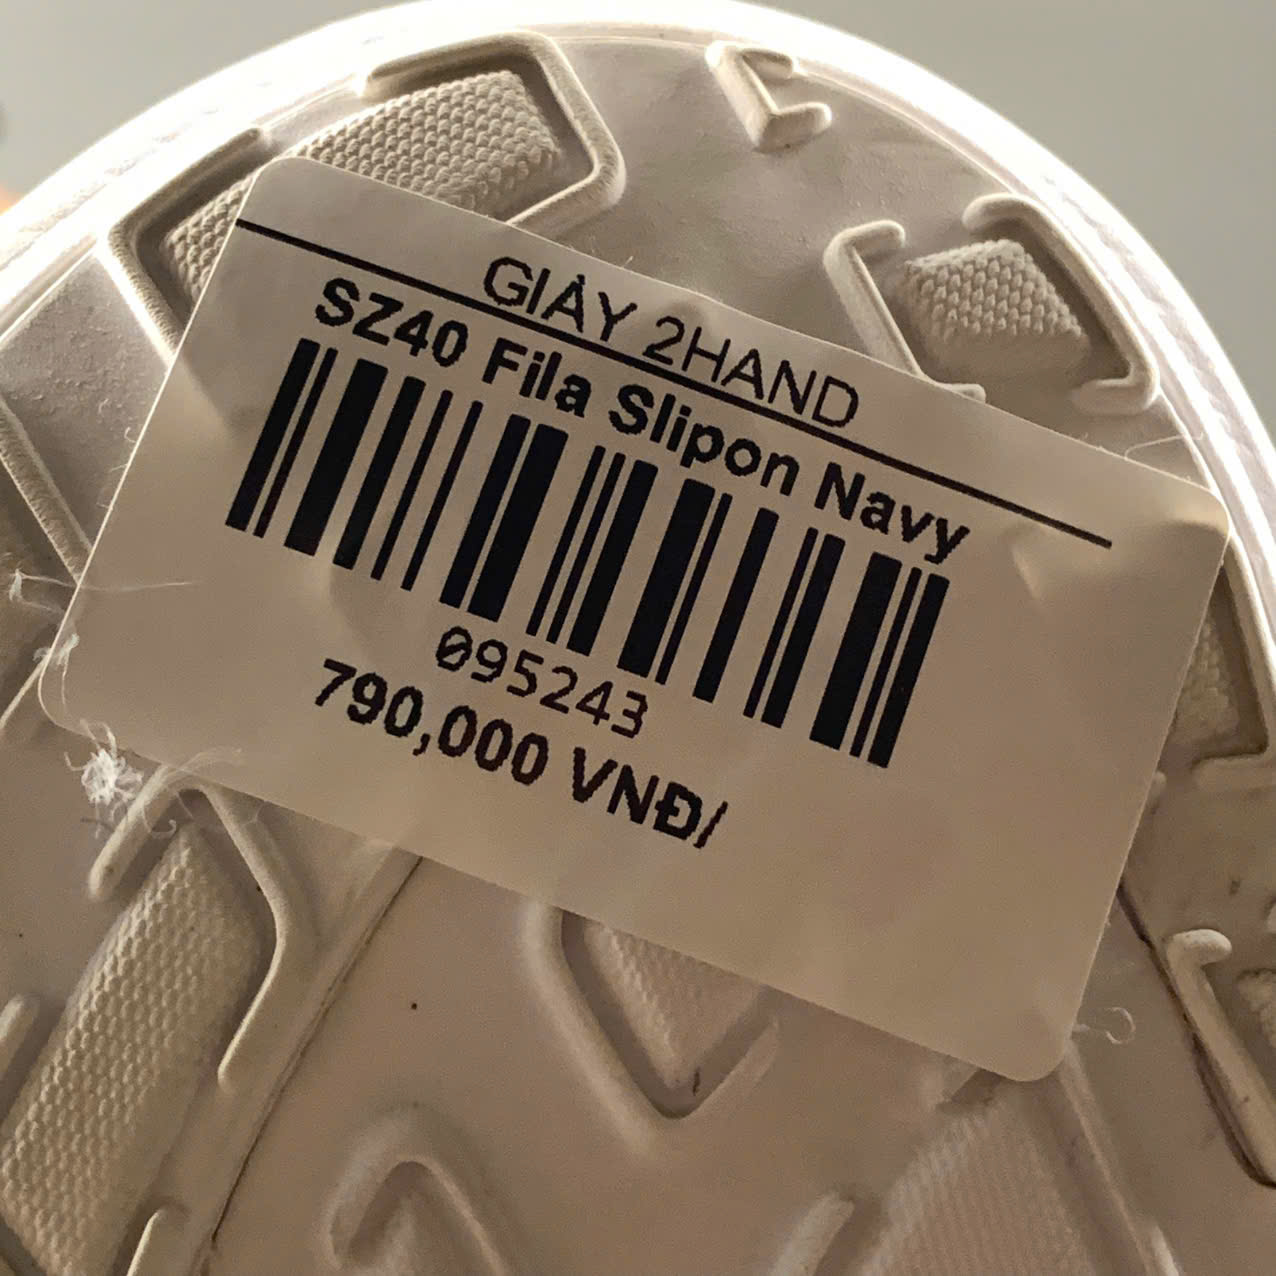 GIÀY 2HAND
SZ40 Fila Slipon Navy
095243
790,000 VNĐ/